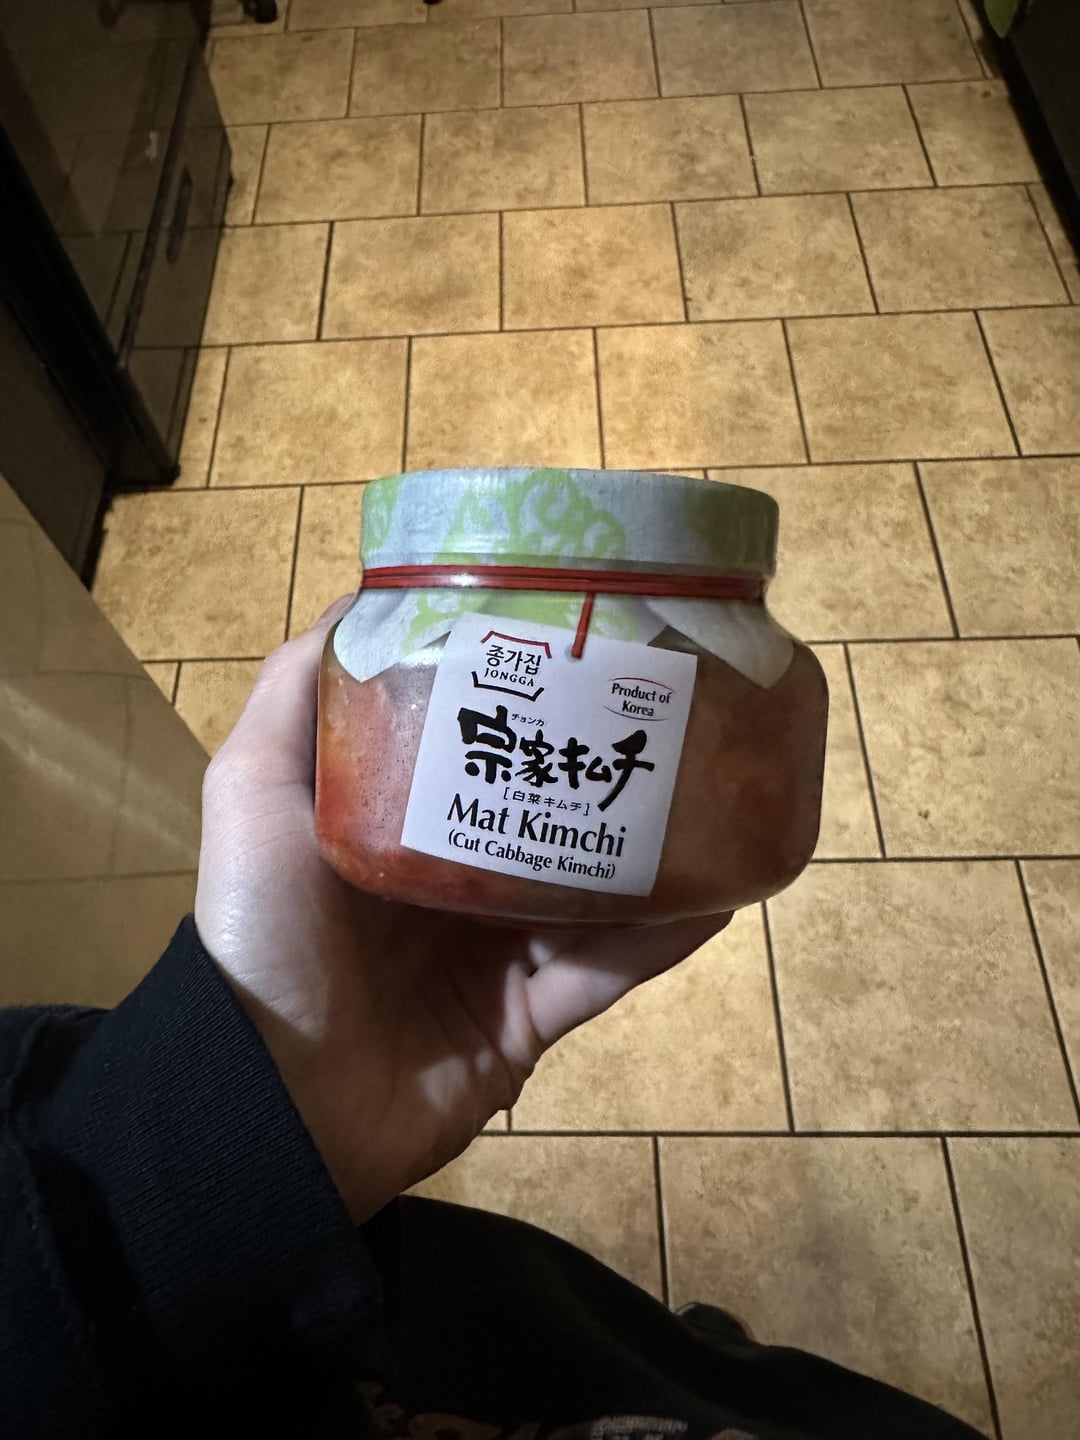 종가집
JONGGA
Product of
Korea
チョンカ
宗家キムチ
[白菜キムチ]
Mat Kimchi
(Cut Cabbage Kimchi)